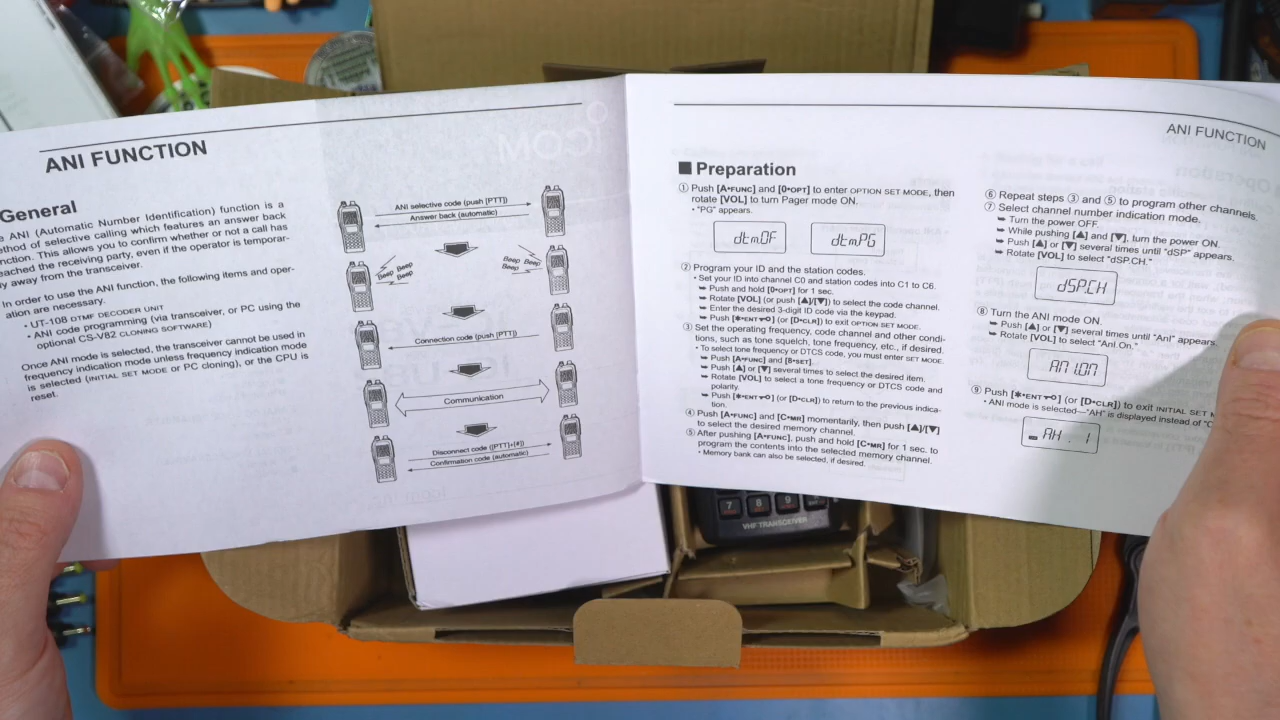 ANI FUNCTION
General
ANI (Automatic Number Identification) function is a
of selective calling which features an answer back
This allows you to confirm whether or not a call has
the receiving party, even if the operator is temporar-
away from the transceiver.
In order to use the ANI function, the following items and oper-
ation are necessary.
• UT-108 DTMF DECODER UNIT
• ANI code programming (via transceiver, or PC using the
optional CS-V82 CLONING SOFTWARE)
Once ANI mode is selected, the transceiver cannot be used in
frequency indication mode unless frequency indication mode
is selected (INITIAL SET MODE or PC cloning), or the CPU is
reset.
ANI selective code (push [PTT])
Answer back (automatic)
Beep Beep
Beep
Beep Beep
Beep
Connection code (push [PTT])
Communication
Disconnect code ([PTT]+[#])
Confirmation code (automatic)
ANI FUNCTION
■ Preparation
① Push [A•FUNC] and [0•OPT] to enter OPTION SET MODE, then
rotate [VOL] to turn Pager mode ON.
• "PG" appears.
dtmOF
dtmPG
② Program your ID and the station codes.
• Set your ID into channel C0 and station codes into C1 to C6.
➥ Push and hold [0•OPT] for 1 sec.
➥ Rotate [VOL] (or push [▲]/[▼]) to select the code channel.
➥ Enter the desired 3-digit ID code via the keypad.
➥ Push [✱•ENT] (or [D•CLR]) to exit OPTION SET MODE.
③ Set the operating frequency, code channel and other condi-
tions, such as tone squelch, tone frequency, etc., if desired.
• To select tone frequency or DTCS code, you must enter SET MODE.
➥ Push [A•FUNC] and [8•SET].
➥ Push [▲] or [▼] several times to select the desired item.
➥ Rotate [VOL] to select a tone frequency or DTCS code and
polarity.
➥ Push [✱•ENT] (or [D•CLR]) to return to the previous indica-
tion.
④ Push [A•FUNC] and [C•MR] momentarily, then push [▲]/[▼]
to select the desired memory channel.
⑤ After pushing [A•FUNC], push and hold [C•MR] for 1 sec. to
program the contents into the selected memory channel.
• Memory bank can also be selected, if desired.
⑥ Repeat steps ③ and ⑤ to program other channels.
⑦ Select channel number indication mode.
➥ Turn the power OFF.
➥ While pushing [▲] and [▼], turn the power ON.
➥ Push [▲] or [▼] several times until "dSP" appears.
➥ Rotate [VOL] to select "dSP.CH."
dSP.CH
⑧ Turn the ANI mode ON.
➥ Push [▲] or [▼] several times until "AnI" appears.
➥ Rotate [VOL] to select "AnI.On."
⑨ Push [✱•ENT] (or [D•CLR]) to exit INITIAL SET
• ANI mode is selected—"AH" is displayed instead of
AH. 1
7 8 9
VHF TRANSCEIVER